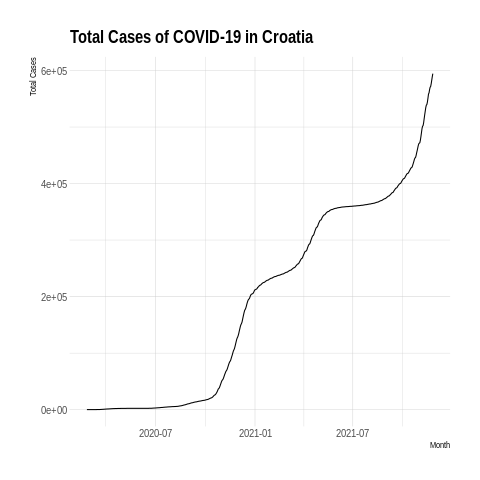 Total Cases of COVID-19 in Croatia
Total Cases
6e+05
4e+05
2e+05
0e+00
2020-07 2021-01 2021-07
Month